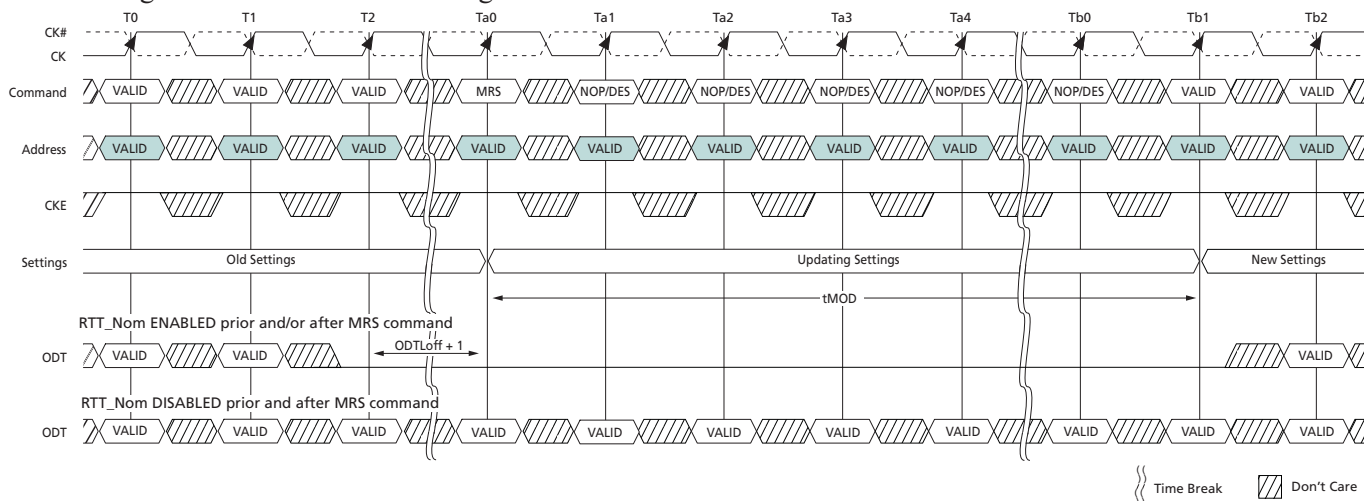 T0 T1 T2 Ta0 Ta1 Ta2 Ta3 Ta4 Tb0 Tb1 Tb2
CK#
CK
Command VALID VALID VALID MRS NOP/DES NOP/DES NOP/DES NOP/DES NOP/DES VALID VALID
Address VALID VALID VALID VALID VALID VALID VALID VALID VALID VALID VALID
CKE
Settings Old Settings Updating Settings New Settings
tMOD
RTT_Nom ENABLED prior and/or after MRS command
ODTLoff + 1
ODT VALID VALID VALID
RTT_Nom DISABLED prior and after MRS command
ODT VALID VALID VALID VALID VALID VALID VALID VALID VALID VALID VALID
Time Break Don't Care